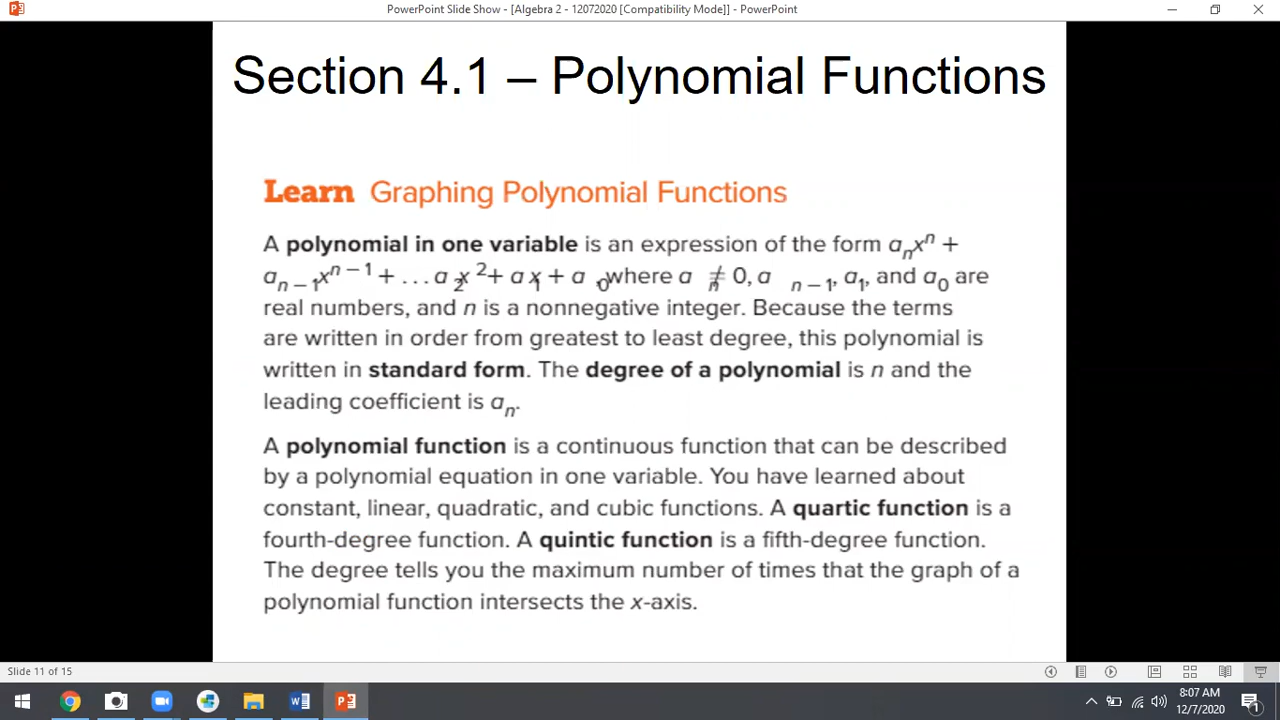 PowerPoint Slide Show - [Algebra 2 - 12072020 [Compatibility Mode]] - PowerPoint
Section 4.1 – Polynomial Functions
Learn Graphing Polynomial Functions
A polynomial in one variable is an expression of the form aₙxⁿ +
aₙ₋₁xⁿ⁻¹ + ...a₂x² + a₁x + a₀ where aₙ ≠ 0, aₙ₋₁, a₁, and a₀ are
real numbers, and n is a nonnegative integer. Because the terms
are written in order from greatest to least degree, this polynomial is
written in standard form. The degree of a polynomial is n and the
leading coefficient is aₙ.
A polynomial function is a continuous function that can be described
by a polynomial equation in one variable. You have learned about
constant, linear, quadratic, and cubic functions. A quartic function is a
fourth-degree function. A quintic function is a fifth-degree function.
The degree tells you the maximum number of times that the graph of a
polynomial function intersects the x-axis.
Slide 11 of 15
8:07 AM
12/7/2020
1